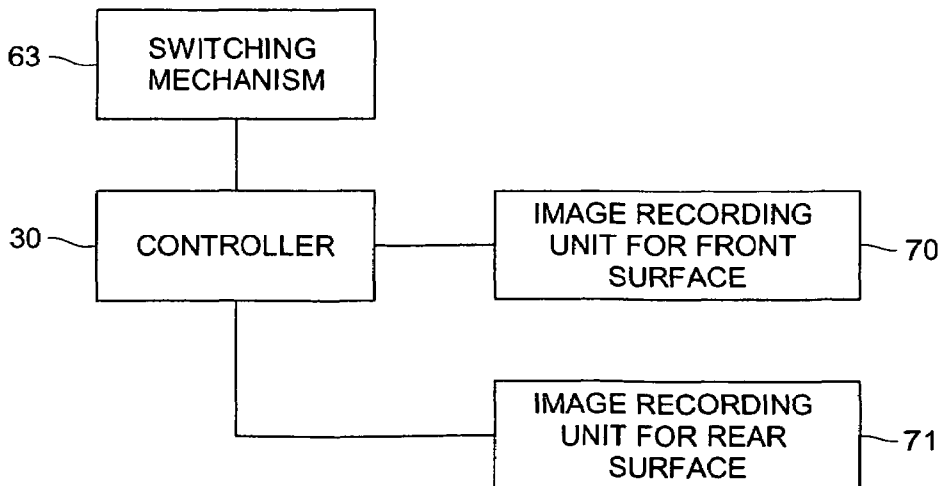 63
SWITCHING
MECHANISM
30
CONTROLLER
IMAGE RECORDING
UNIT FOR FRONT
SURFACE
70
IMAGE RECORDING
UNIT FOR REAR
SURFACE
71